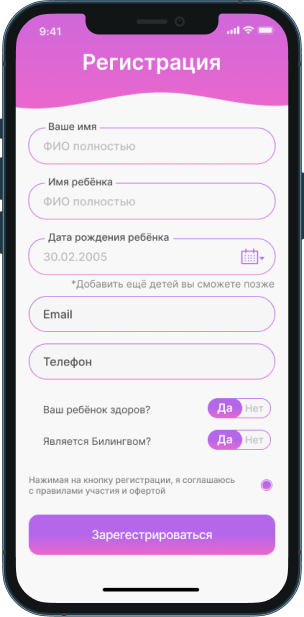 9:41
Регистрация
Ваше имя
ФИО полностью
Имя ребёнка
ФИО полностью
Дата рождения ребёнка
30.02.2005
*Добавить ещё детей вы сможете позже
Email
Телефон
Ваш ребёнок здоров? Да Нет
Является Билингвом? Да Нет
Нажимая на кнопку регистрации, я соглашаюсь
с правилами участия и офертой
Зарегестрироваться